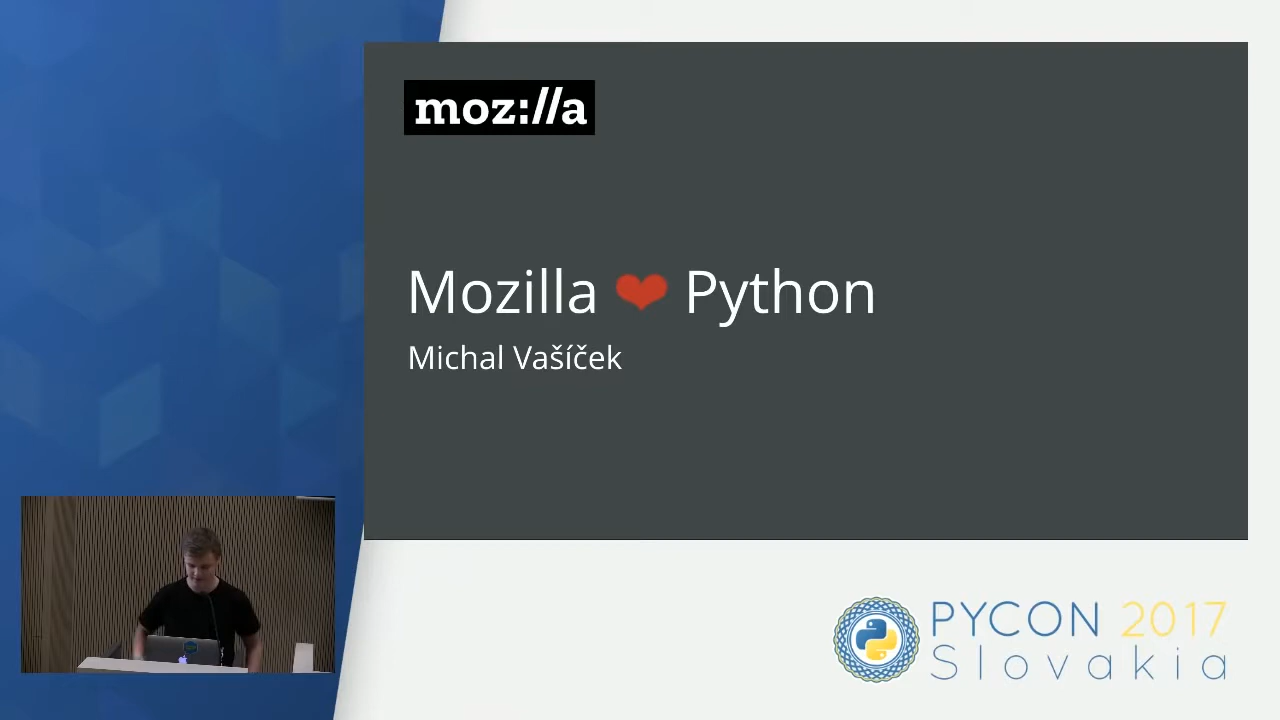 moz://a
Mozilla ❤ Python
Michal Vašíček
PYCON 2017
Slovakia